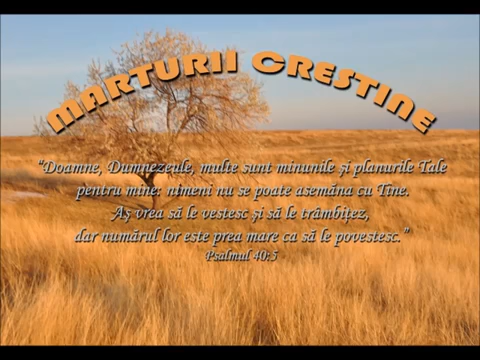 MARTURII CRESTINE
"Doamne, Dumnezeule, multe sunt minunile și planurile Tale
pentru mine: nimeni nu se poate asemăna cu Tine.
Aș vrea să le vestesc și să le trâmbițez,
dar numărul lor este prea mare ca să le povestesc."
Psalmul 40:5